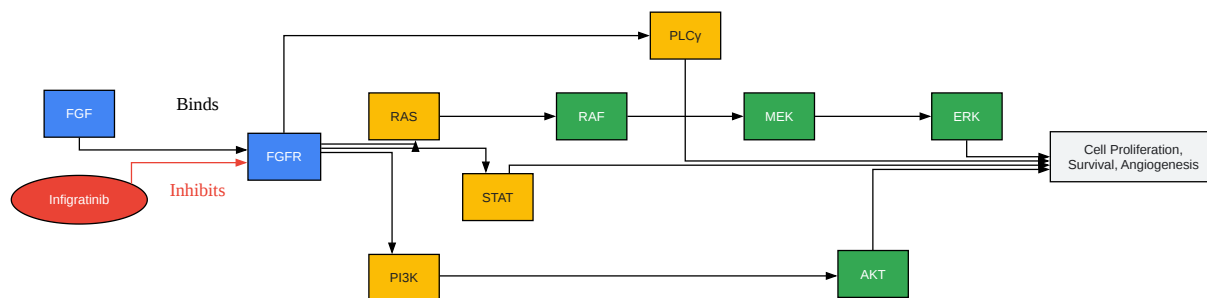 PLCγ
FGF
Binds
RAS
RAF
MEK
ERK
FGFR
Cell Proliferation,
Survival, Angiogenesis
Infigratinib
Inhibits
STAT
PI3K
AKT